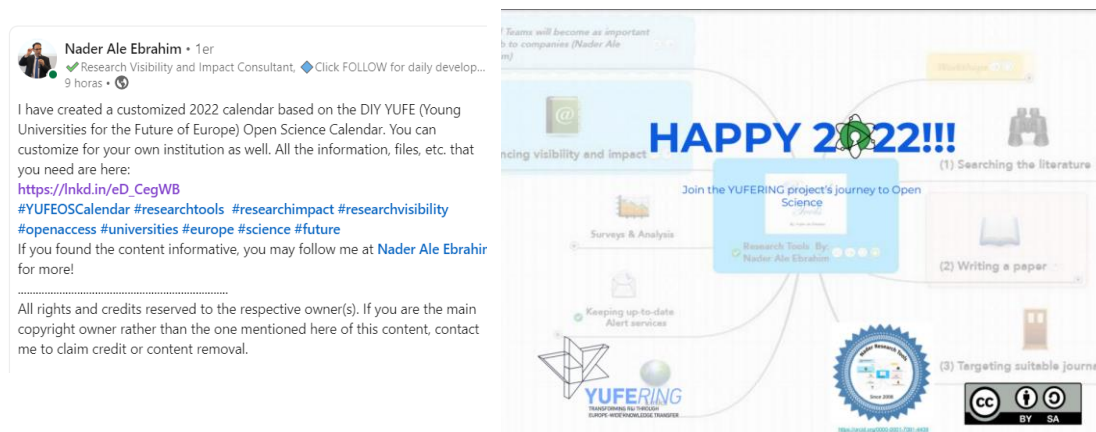 Nader Ale Ebrahim • 1er
✔Research Visibility and Impact Consultant, 🔷Click FOLLOW for daily develop...
9 horas •
I have created a customized 2022 calendar based on the DIY YUFE (Young
Universities for the Future of Europe) Open Science Calendar. You can
customize for your own institution as well. All the information, files, etc. that
you need are here:
https://lnkd.in/eD_CegWB
#YUFEOSCalendar #researchtools #researchimpact #researchvisibility
#openaccess #universities #europe #science #future
If you found the content informative, you may follow me at Nader Ale Ebrahim
for more!
......................................................................
All rights and credits reserved to the respective owner(s). If you are the main
copyright owner rather than the one mentioned here of this content, contact
me to claim credit or content removal.
Teams will become as important
to companies (Nader Ale
ncing visibility and impact
HAPPY 2022!!!
(1) Searching the literature
Join the YUFERING project's journey to Open
Science
Surveys & Analysis
Research Tools By:
Nader Ale Ebrahim
(2) Writing a paper
Keeping up-to-date
Alert services
(3) Targeting suitable journa
Nader Research Tools
Since 2008
YUFERING
TRANSFORMING R&I THROUGH
EUROPE-WIDE KNOWLEDGE TRANSFER
cc
BY SA